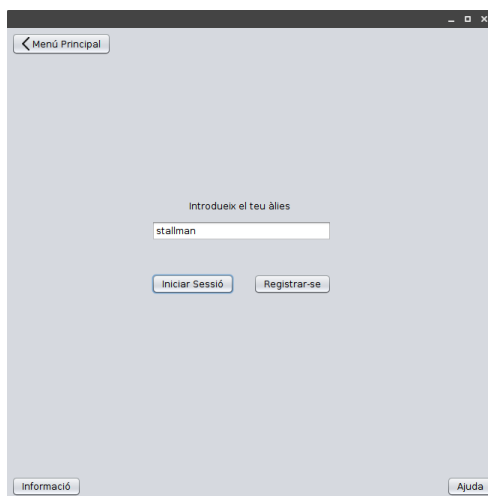 Menú Principal
Introdueix el teu àlies
stallman
Iniciar Sessió
Registrar-se
Informació
Ajuda